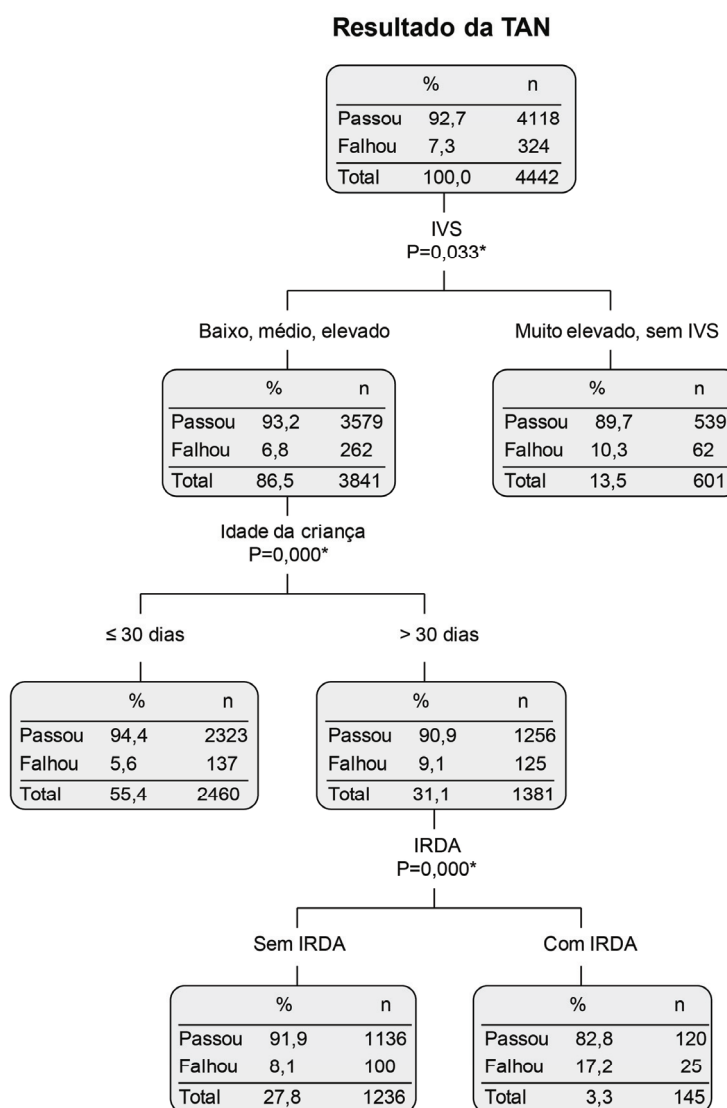 Resultado da TAN
% n
Passou 92,7 4118
Falhou 7,3 324
Total 100,0 4442
IVS
P=0,033*
Baixo, médio, elevado
% n
Passou 93,2 3579
Falhou 6,8 262
Total 86,5 3841
Muito elevado, sem IVS
% n
Passou 89,7 539
Falhou 10,3 62
Total 13,5 601
Idade da criança
P=0,000*
≤ 30 dias
% n
Passou 94,4 2323
Falhou 5,6 137
Total 55,4 2460
> 30 dias
% n
Passou 90,9 1256
Falhou 9,1 125
Total 31,1 1381
IRDA
P=0,000*
Sem IRDA
% n
Passou 91,9 1136
Falhou 8,1 100
Total 27,8 1236
Com IRDA
% n
Passou 82,8 120
Falhou 17,2 25
Total 3,3 145